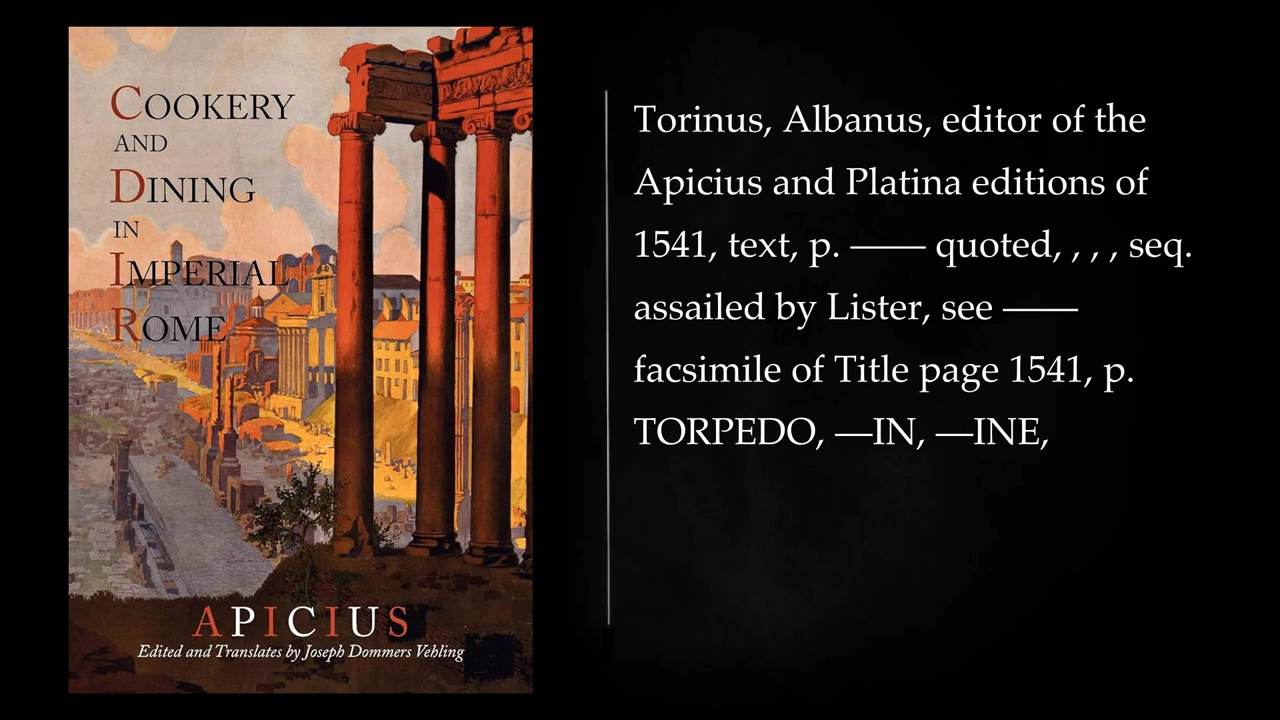 COOKERY
AND
DINING
IN
IMPERIAL
ROME
APICIUS
Edited and Translates by Joseph Dommers Vehling
Torinus, Albanus, editor of the
Apicius and Platina editions of
1541, text, p. —— quoted, , , , seq.
assailed by Lister, see ——
facsimile of Title page 1541, p.
TORPEDO, —IN, —INE,